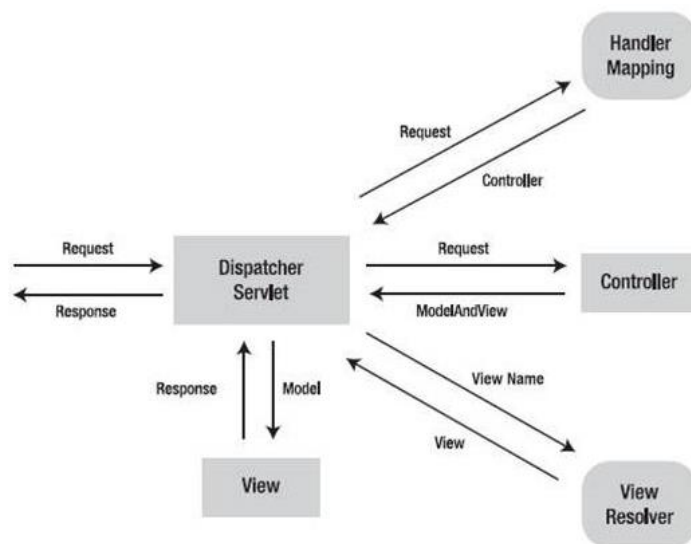 Handler
Mapping
Request
Controller
Request
Response
Dispatcher
Servlet
Request
ModelAndView
Controller
Response
Model
View Name
View
View
View
Resolver